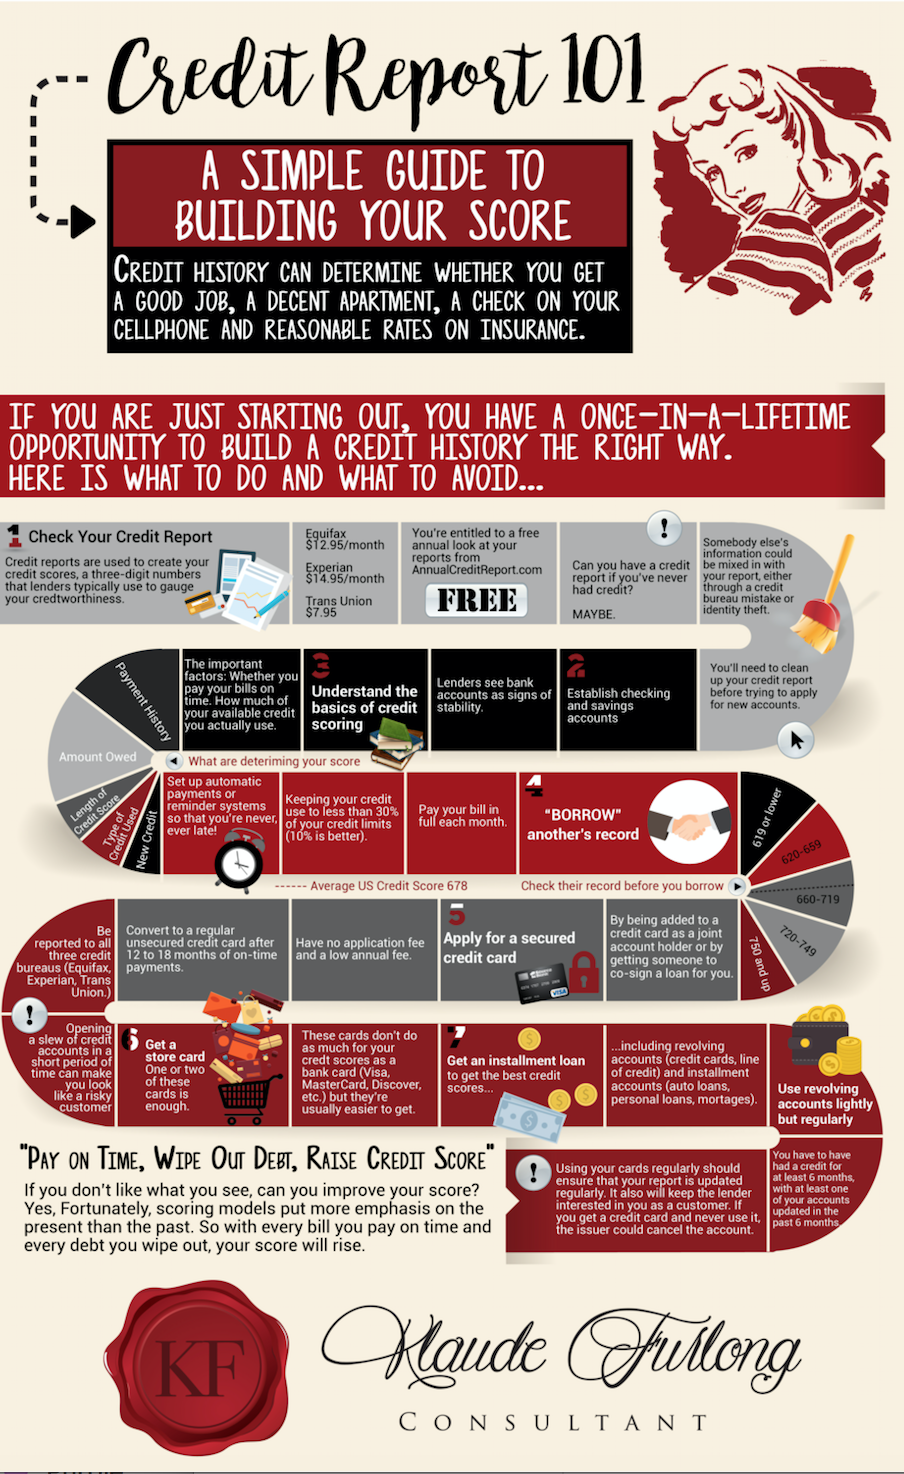 Credit Report 101
A SIMPLE GUIDE TO
BUILDING YOUR SCORE
CREDIT HISTORY CAN DETERMINE WHETHER YOU GET
A GOOD JOB, A DECENT APARTMENT, A CHECK ON YOUR
CELLPHONE AND REASONABLE RATES ON INSURANCE.
IF YOU ARE JUST STARTING OUT, YOU HAVE A ONCE-IN-A-LIFETIME
OPPORTUNITY TO BUILD A CREDIT HISTORY THE RIGHT WAY.
HERE IS WHAT TO DO AND WHAT TO AVOID...
1 Check Your Credit Report
Credit reports are used to create your
credit scores, a three-digit numbers
that lenders typically use to gauge
your credtworthiness.
Equifax
$12.95/month
Experian
$14.95/month
Trans Union
$7.95
You're entitled to a free
annual look at your
reports from
AnnualCreditReport.com
FREE
!
Can you have a credit
report if you've never
had credit?
MAYBE.
Somebody else's
information could
be mixed in with
your report, either
through a credit
bureau mistake or
identity theft.
You'll need to clean
up your credit report
before trying to apply
for new accounts.
2
Establish checking
and savings
accounts
Lenders see bank
accounts as signs of
stability.
3
Understand the
basics of credit
scoring
The important
factors: Whether you
pay your bills on
time. How much of
your available credit
you actually use.
Payment History
Amount Owed
Length of
Credit Score
Type of
Credit Used
New Credit
What are deteriming your score
Set up automatic
payments or
reminder systems
so that you're never,
ever late!
Keeping your credit
use to less than 30%
of your credit limits
(10% is better).
Pay your bill in
full each month.
4
"BORROW"
another's record
619 or lower
620-659
660-719
720-749
750 and up
------ Average US Credit Score 678
Check their record before you borrow
By being added to a
credit card as a joint
account holder or by
getting someone to
co-sign a loan for you.
5
Apply for a secured
credit card
VISA
Have no application fee
and a low annual fee.
Convert to a regular
unsecured credit card after
12 to 18 months of on-time
payments.
Be
reported to all
three credit
bureaus (Equifax,
Experian, Trans
Union.)
!
Opening
a slew of credit
accounts in a
short period of
time can make
you look
like a risky
customer
6 Get a
store card
One or two
of these
cards is
enough.
These cards don't do
as much for your
credt scores as a
bank card (Visa,
MasterCard, Discover,
etc.) but they're
usually easier to get.
7
Get an installment loan
to get the best credit
scores...
...including revolving
accounts (credit cards, line
of credit) and installment
accounts (auto loans,
personal loans, mortages).
Use revolving
accounts lightly
but regularly
You have to have
had a credit for
at least 6 months,
with at least one
of your accounts
updated in the
past 6 months.
!
Using your cards regularly should
ensure that your report is updated
regularly. It also will keep the lender
interested in you as a customer. If
you get a credit card and never use it,
the issuer could cancel the account.
"PAY ON TIME, WIPE OUT DEBT, RAISE CREDIT SCORE"
If you don't like what you see, can you improve your score?
Yes, Fortunately, scoring models put more emphasis on the
present than the past. So with every bill you pay on time and
every debt you wipe out, your score will rise.
KF
Klaude Furlong
CONSULTANT